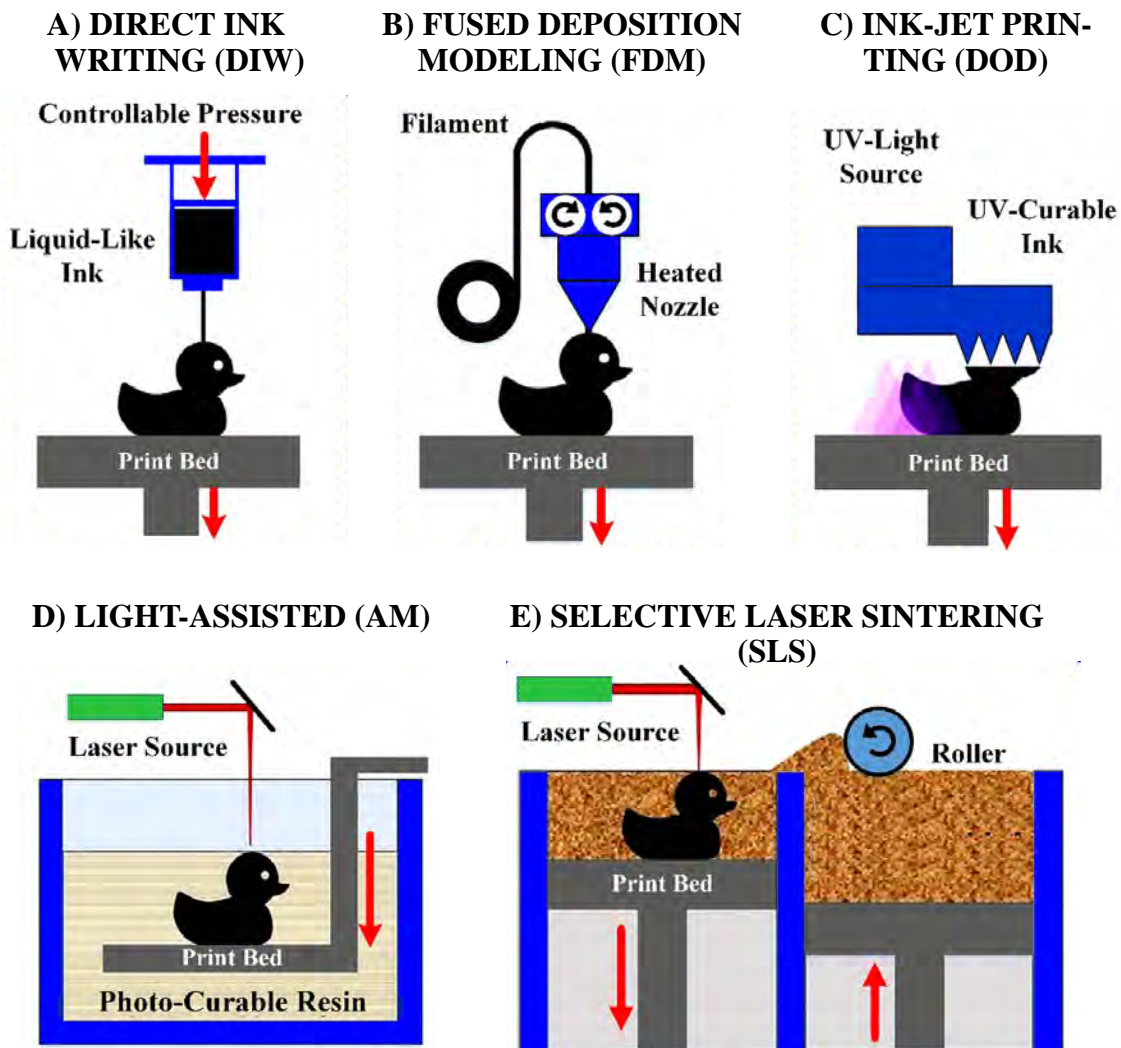 A) DIRECT INK
WRITING (DIW)
B) FUSED DEPOSITION
MODELING (FDM)
C) INK-JET PRIN-
TING (DOD)
Controllable Pressure
Liquid-Like
Ink
Print Bed
Filament
Heated
Nozzle
Print Bed
UV-Light
Source
UV-Curable
Ink
Print Bed
D) LIGHT-ASSISTED (AM)
E) SELECTIVE LASER SINTERING
(SLS)
Laser Source
Print Bed
Photo-Curable Resin
Laser Source
Roller
Print Bed